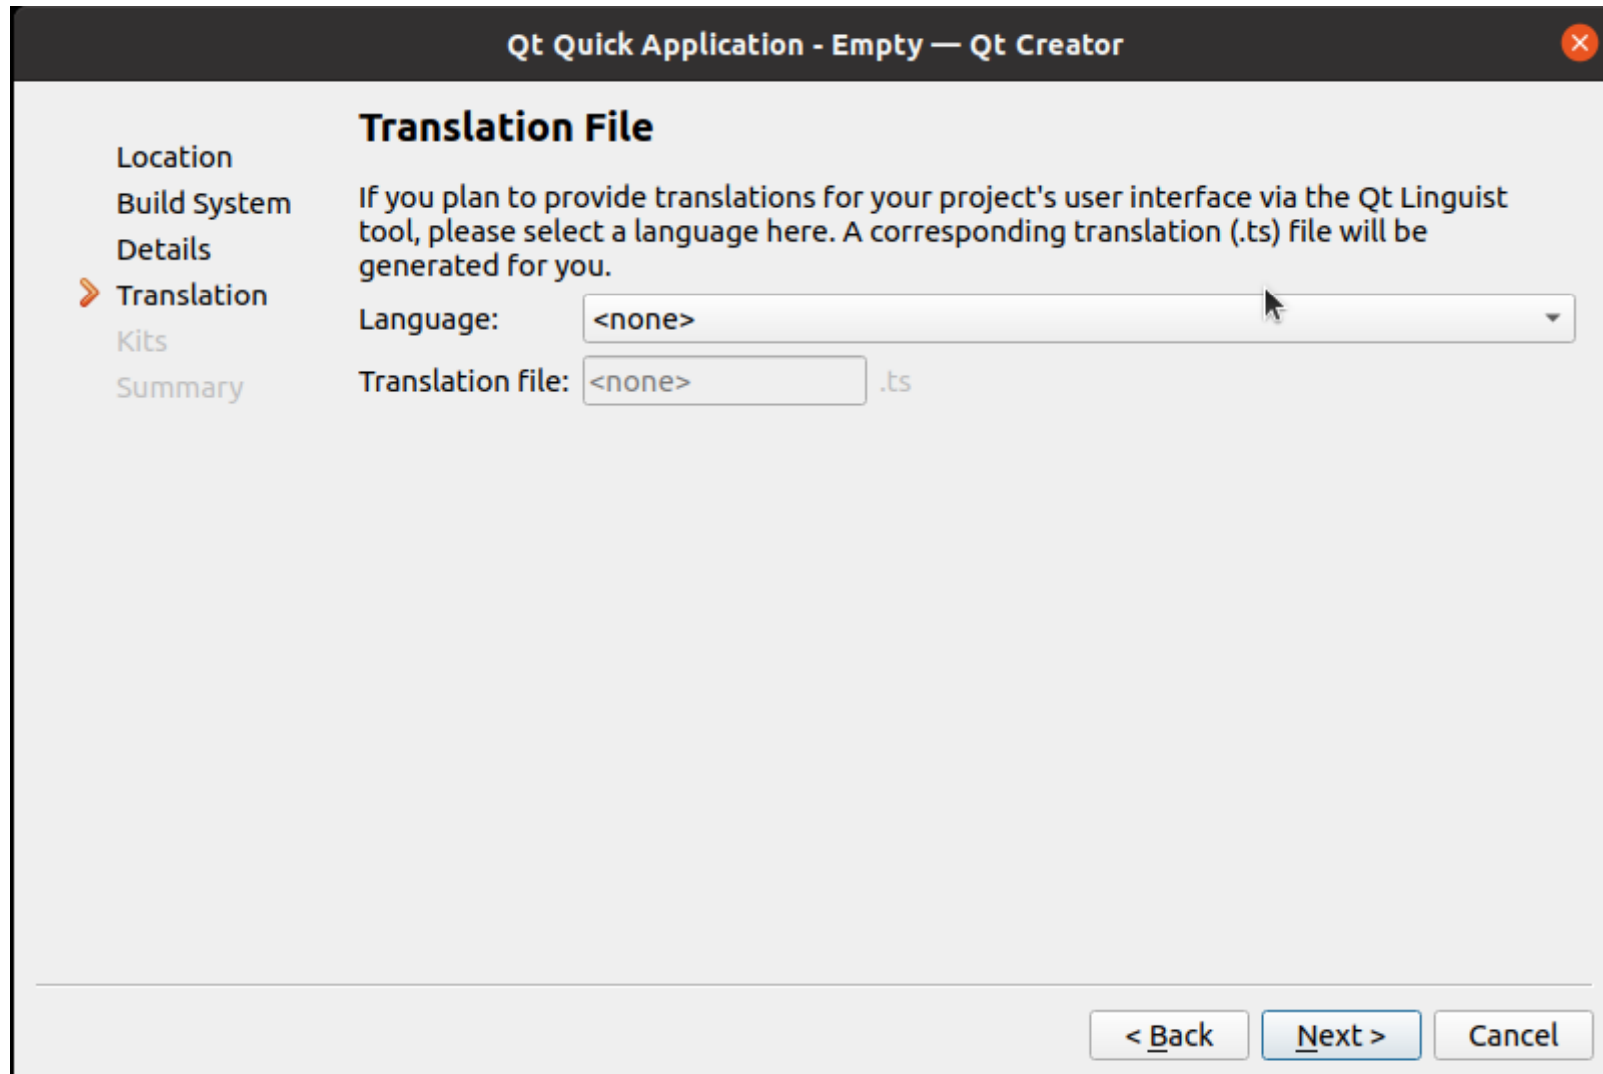 Qt Quick Application - Empty — Qt Creator
Location
Build System
Details
Translation
Kits
Summary
Translation File
If you plan to provide translations for your project's user interface via the Qt Linguist
tool, please select a language here. A corresponding translation (.ts) file will be
generated for you.
Language: <none>
Translation file: <none> .ts
< Back Next > Cancel